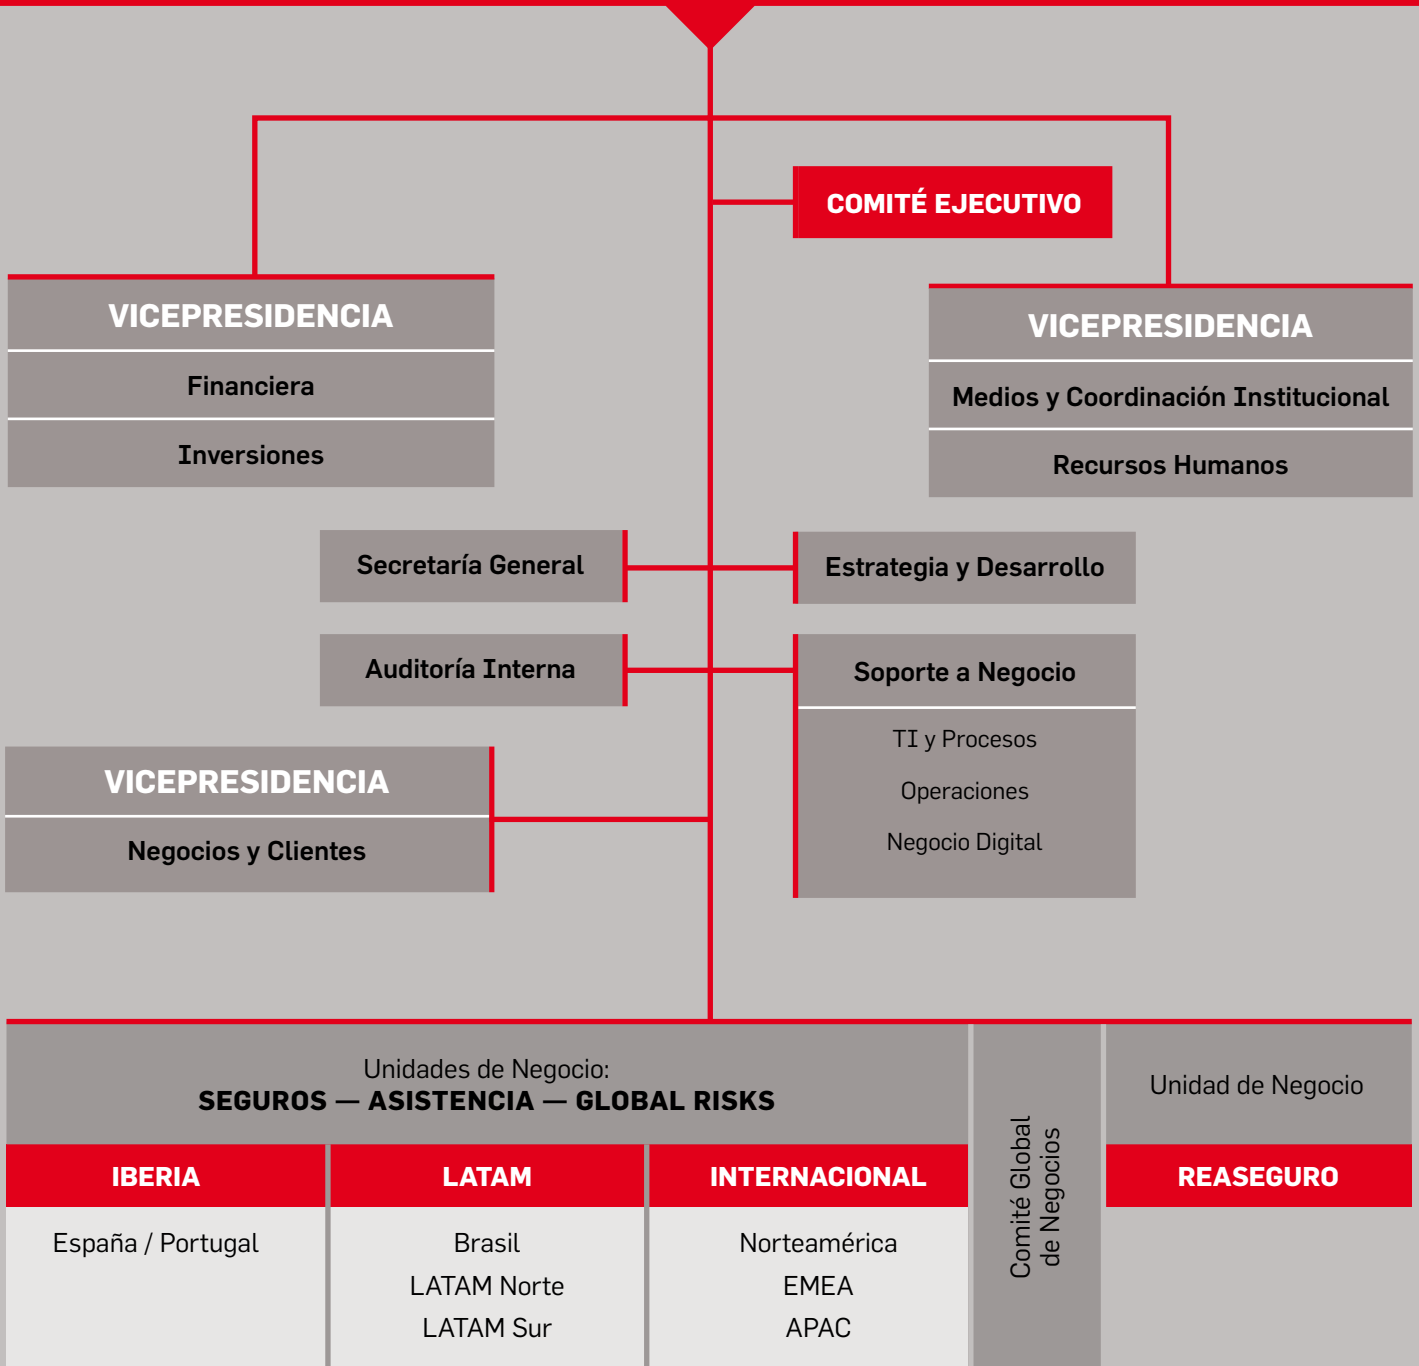 COMITÉ EJECUTIVO
VICEPRESIDENCIA
Financiera
Inversiones
VICEPRESIDENCIA
Medios y Coordinación Institucional
Recursos Humanos
Secretaría General
Estrategia y Desarrollo
Auditoría Interna
Soporte a Negocio
TI y Procesos
Operaciones
Negocio Digital
VICEPRESIDENCIA
Negocios y Clientes
Unidades de Negocio:
SEGUROS — ASISTENCIA — GLOBAL RISKS
IBERIA
España / Portugal
LATAM
Brasil
LATAM Norte
LATAM Sur
INTERNACIONAL
Norteamérica
EMEA
APAC
Comité Global
de Negocios
Unidad de Negocio
REASEGURO